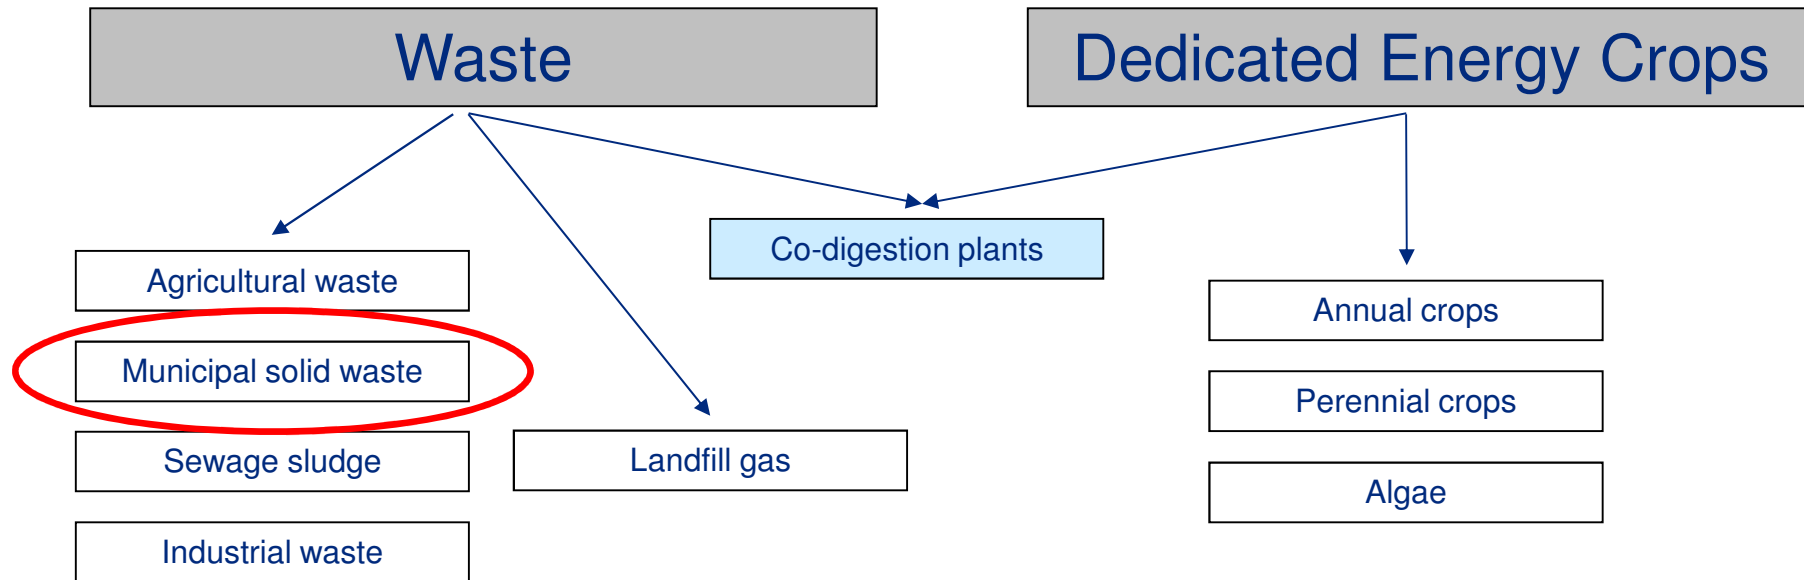 Waste
Dedicated Energy Crops
Co-digestion plants
Agricultural waste
Municipal solid waste
Sewage sludge
Industrial waste
Landfill gas
Annual crops
Perennial crops
Algae